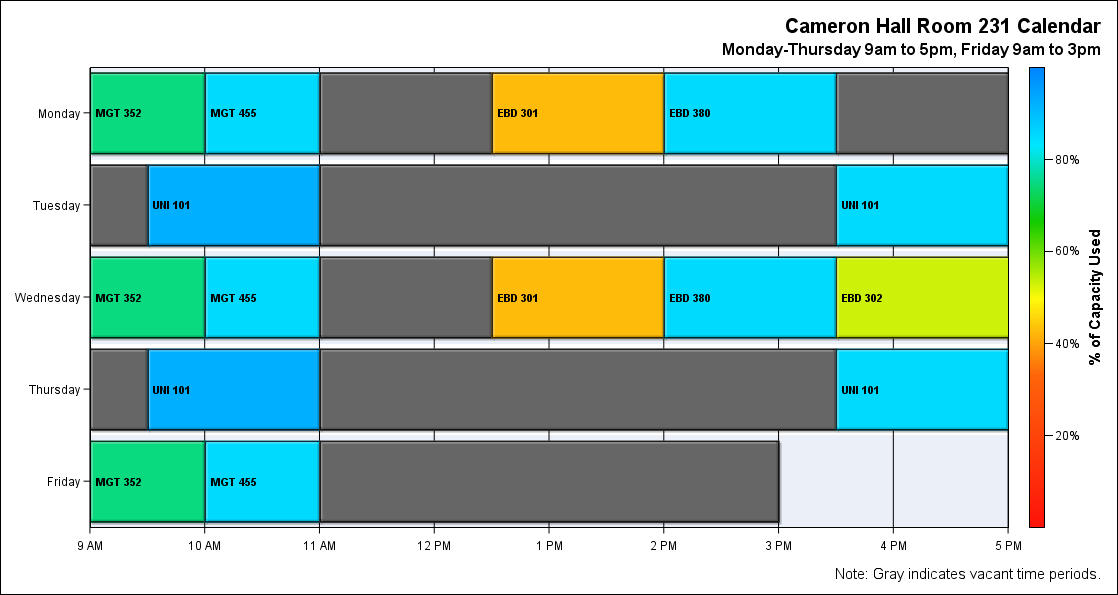 Cameron Hall Room 231 Calendar
Monday-Thursday 9am to 5pm, Friday 9am to 3pm
Monday
MGT 352
MGT 455
EBD 301
EBD 380
Tuesday
UNI 101
UNI 101
Wednesday
MGT 352
MGT 455
EBD 301
EBD 380
EBD 302
Thursday
UNI 101
UNI 101
Friday
MGT 352
MGT 455
9 AM
10 AM
11 AM
12 PM
1 PM
2 PM
3 PM
4 PM
5 PM
80%
60%
40%
20%
% of Capacity Used
Note: Gray indicates vacant time periods.